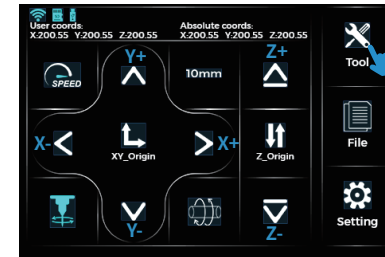 User coords:
X:200.55 Y:200.55 Z:200.55
Absolute coords:
X:200.55 Y:200.55 Z:200.55
Y+
Z+
Tool
SPEED
10mm
X-
XY_Origin
X+
Z_Origin
File
Y-
Z-
Setting